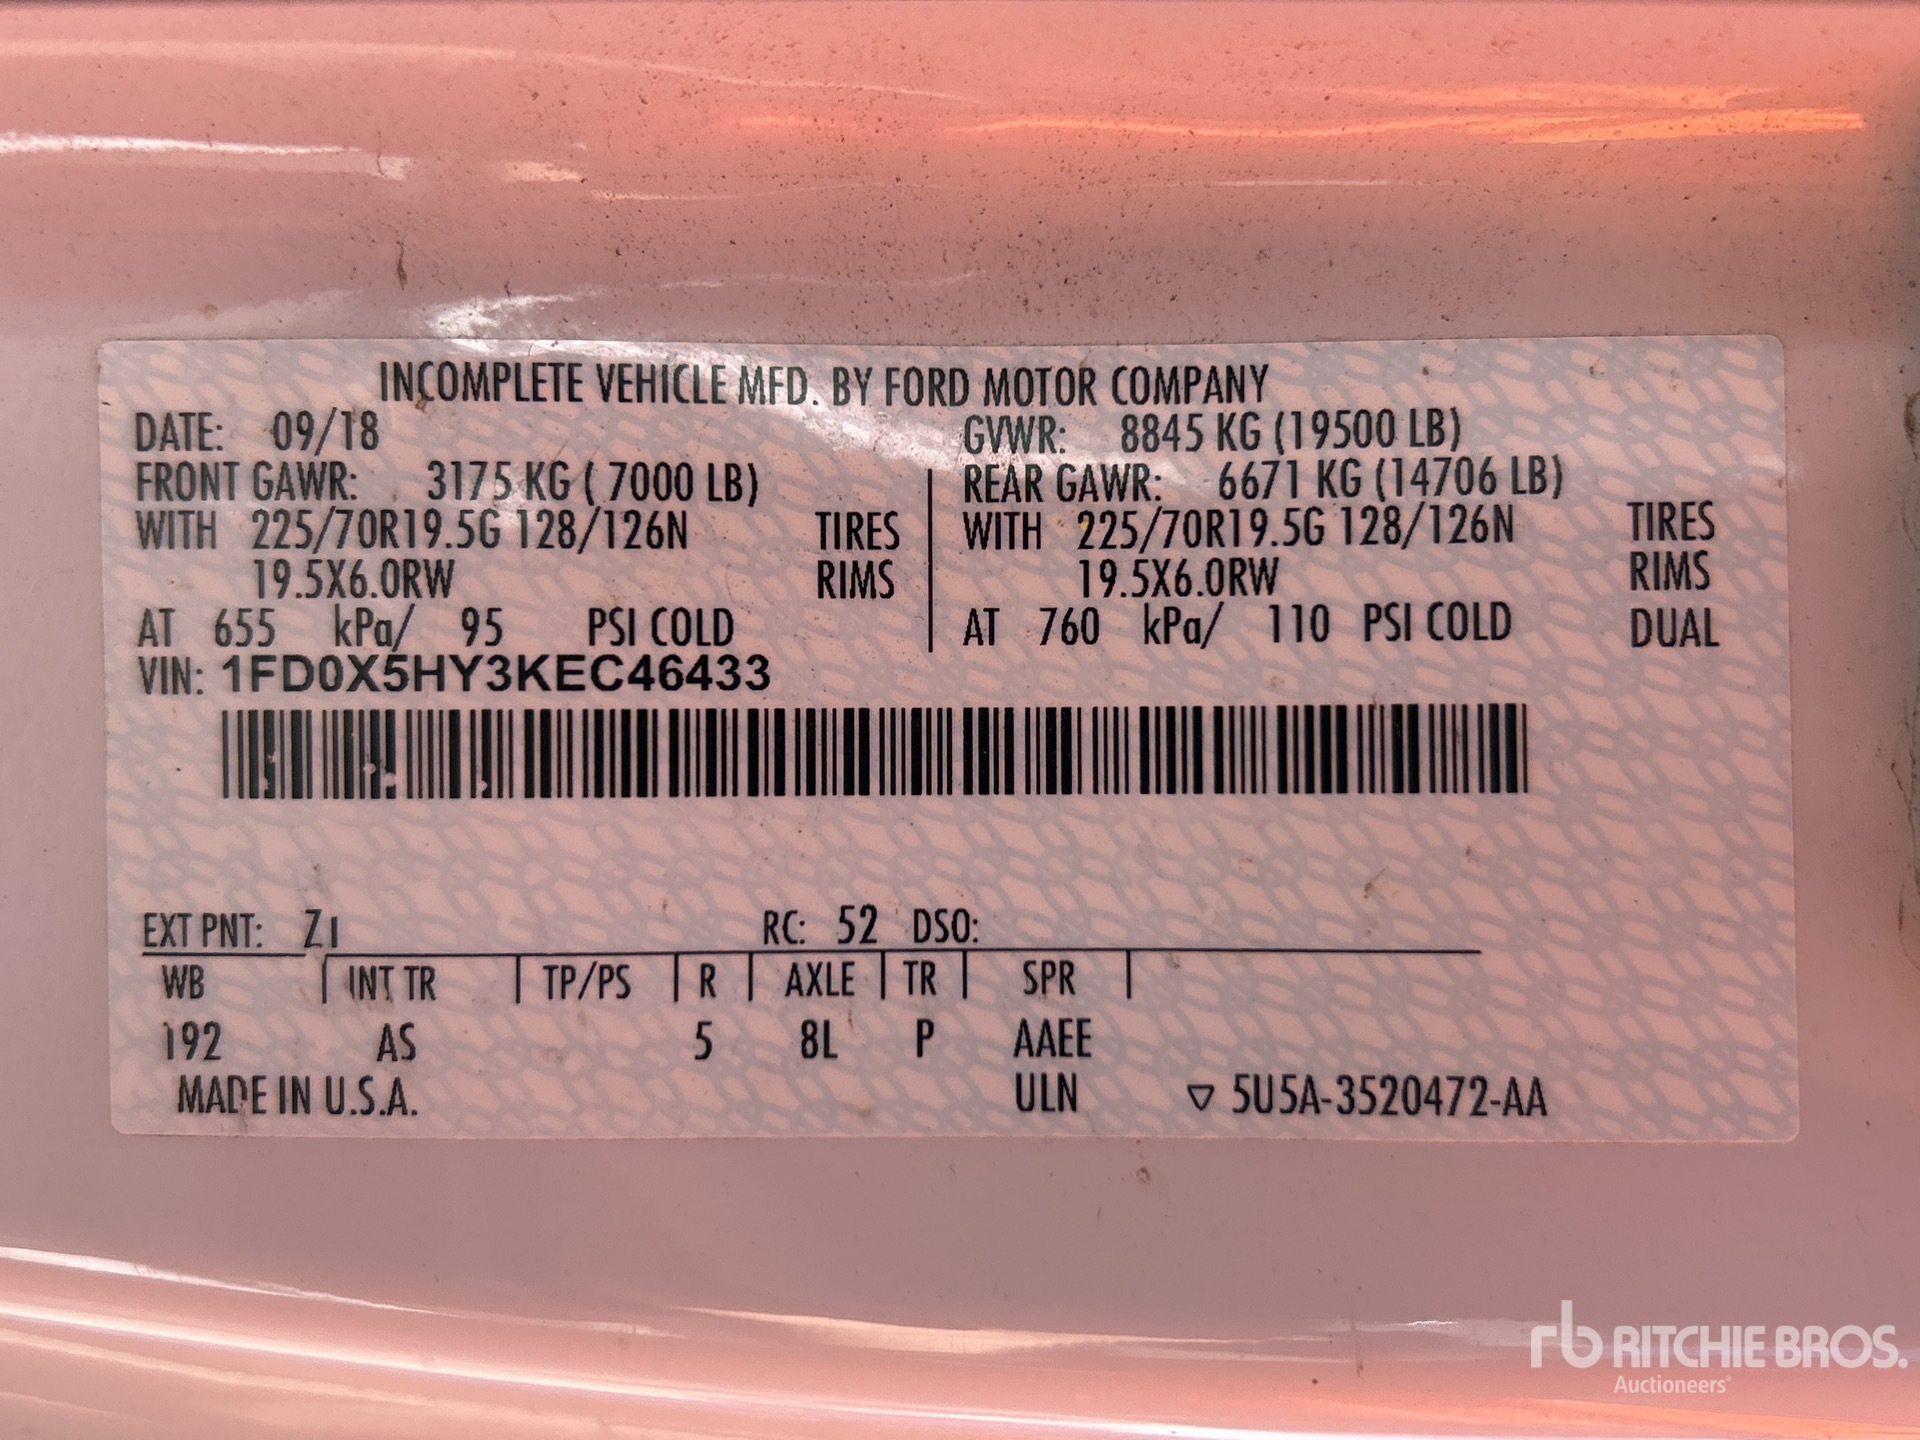 INCOMPLETE VEHICLE MFD. BY FORD MOTOR COMPANY
DATE: 09/18 GVWR: 8845 KG (19500 LB)
FRONT GAWR: 3175 KG ( 7000 LB) REAR GAWR: 6671 KG (14706 LB)
WITH 225/70R19.5G 128/126N TIRES WITH 225/70R19.5G 128/126N TIRES
19.5X6.0RW RIMS 19.5X6.0RW RIMS
AT 655 kPa/ 95 PSI COLD AT 760 kPa/ 110 PSI COLD DUAL
VIN: 1FD0X5HY3KEC46433
EXT PNT: Z1 RC: 52 DSO:
WB INT TR TP/PS R AXLE TR SPR
192 AS 5 8L P AAEE
MADE IN U.S.A. ULN ▽ 5U5A-3520472-AA
rb RITCHIE BROS.
Auctioneers